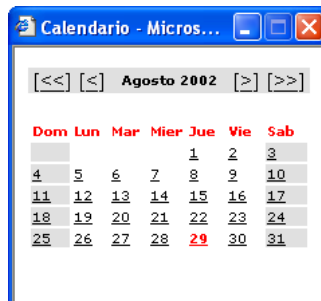 Calendario - Micros...
[<<] [<] Agosto 2002 [>] [>>]
Dom Lun Mar Mier Jue Vie Sab
1 2 3
4 5 6 7 8 9 10
11 12 13 14 15 16 17
18 19 20 21 22 23 24
25 26 27 28 29 30 31